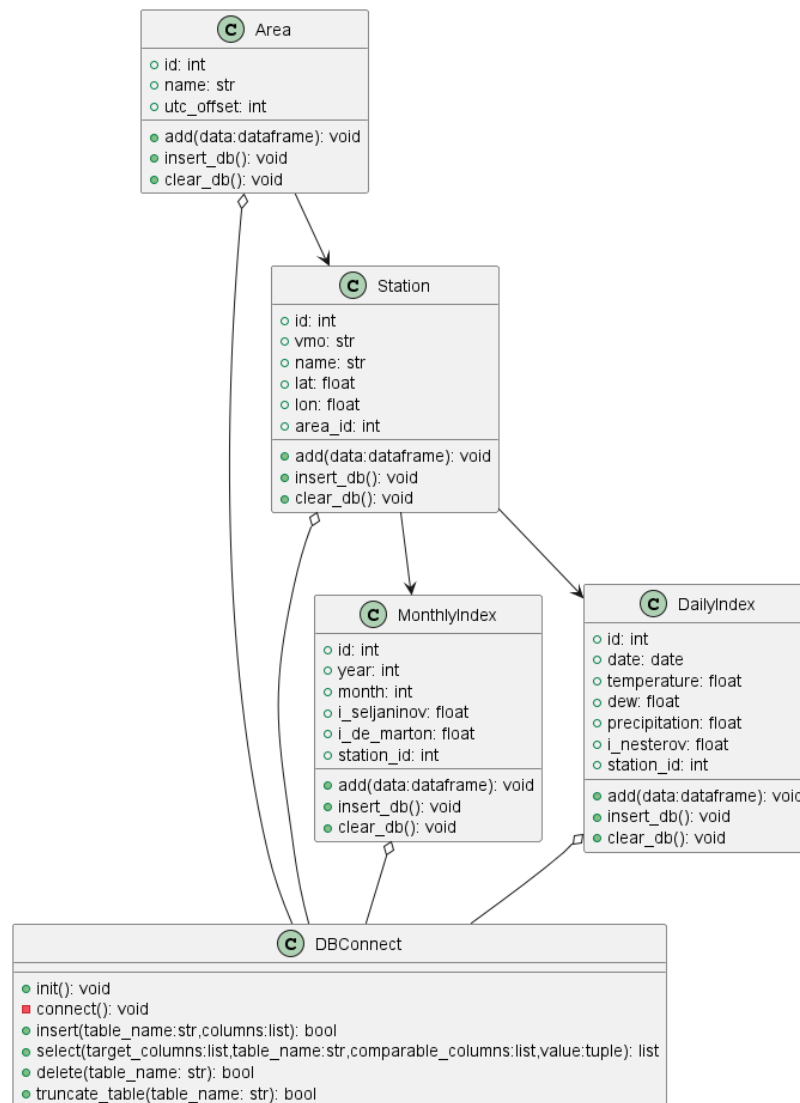 C Area
id: int
name: str
utc_offset: int
add(data:dataframe): void
insert_db(): void
clear_db(): void
C Station
id: int
vmo: str
name: str
lat: float
lon: float
area_id: int
add(data:dataframe): void
insert_db(): void
clear_db(): void
C MonthlyIndex
id: int
year: int
month: int
i_seljaninov: float
i_de_marton: float
station_id: int
add(data:dataframe): void
insert_db(): void
clear_db(): void
C DailyIndex
id: int
date: date
temperature: float
dew: float
precipitation: float
i_nesterov: float
station_id: int
add(data:dataframe): void
insert_db(): void
clear_db(): void
C DBConnect
init(): void
connect(): void
insert(table_name:str,columns:list): bool
select(target_columns:list,table_name:str,comparable_columns:list,value:tuple): list
delete(table_name: str): bool
truncate_table(table_name: str): bool